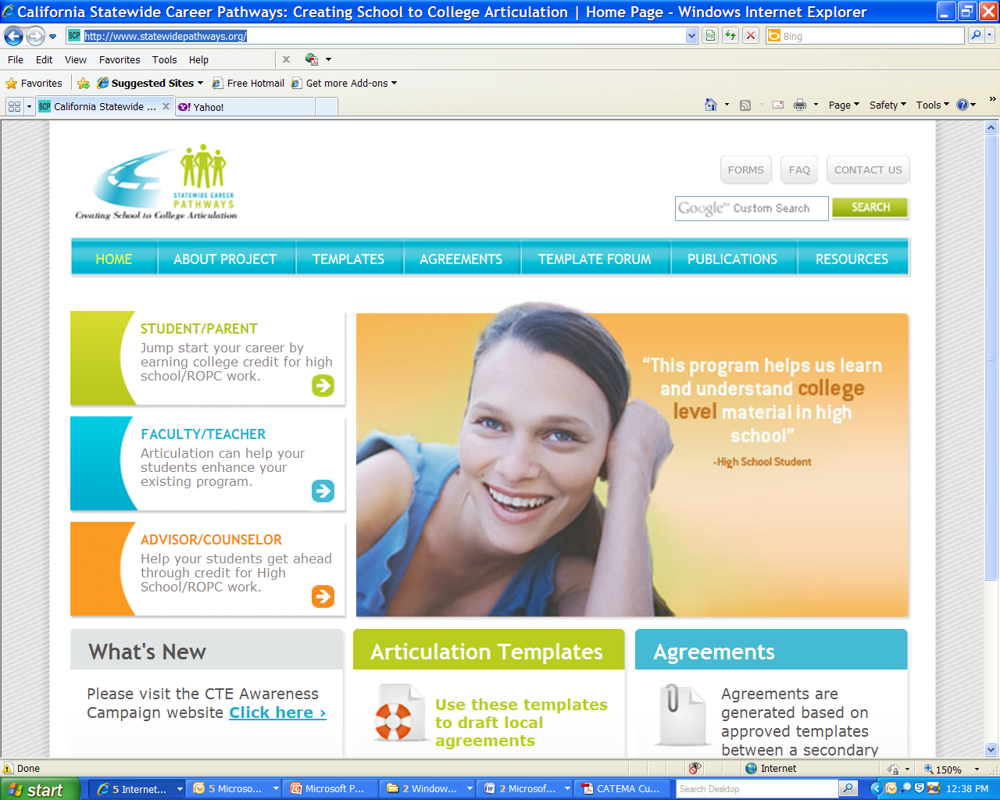 California Statewide Career Pathways: Creating School to College Articulation | Home Page - Windows Internet Explorer
SCP http://www.statewidepathways.org/
Bing
File Edit View Favorites Tools Help
Favorites Suggested Sites Free Hotmail Get more Add-ons
SCP California Statewide ... Yahoo!
Page Safety Tools
STATEWIDE CAREER
PATHWAYS
Creating School to College Articulation
FORMS FAQ CONTACT US
Google™ Custom Search SEARCH
HOME ABOUT PROJECT TEMPLATES AGREEMENTS TEMPLATE FORUM PUBLICATIONS RESOURCES
STUDENT/PARENT
Jump start your career by
earning college credit for high
school/ROPC work.
FACULTY/TEACHER
Articulation can help your
students enhance your
existing program.
ADVISOR/COUNSELOR
Help your students get ahead
through credit for High
School/ROPC work.
“This program helps us learn
and understand college
level material in high
school”
-High School Student
What's New
Please visit the CTE Awareness
Campaign website Click here ›
Articulation Templates
Use these templates
to draft local
agreements
Agreements
Agreements are
generated based on
approved templates
between a secondary
Done Internet 150%
start 5 Internet... 5 Microso... Microsoft P... 2 Window... 2 Microsof... CATEMA Cu... Search Desktop 12:38 PM